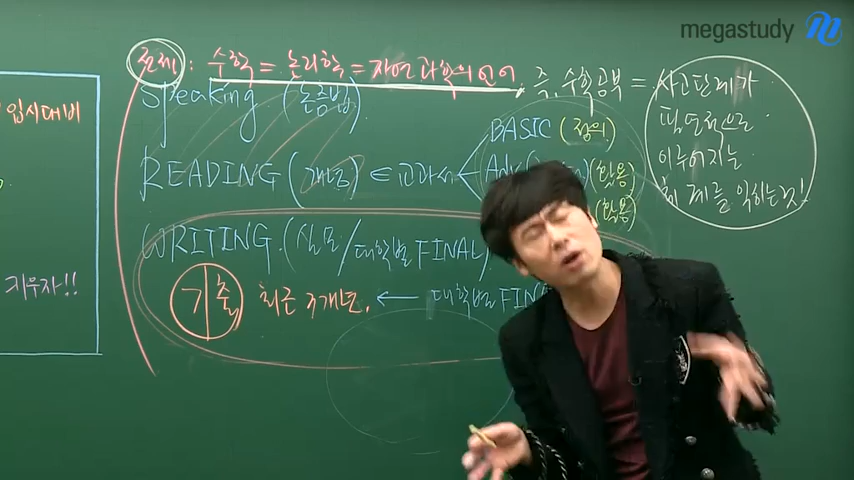 megastudy
전제 : 수학 = 논리학 = 자연과학의 언어. 즉, 수학공부 =
사고단계가
필연적으로
이루어지는
체계를 익히는것!
입시대비
지우자!!
Speaking (논증법)
READING (개념) ∈ 교과서
BASIC (정의)
Adv (활용)
(활용)
WRITING. (실모/대학별 FINAL)
기출 최근 3개년. ← 대학별 FIN